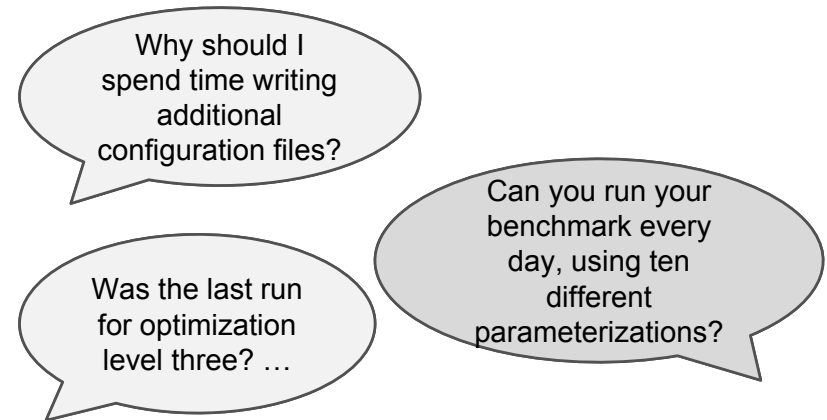 Why should I
spend time writing
additional
configuration files?
Can you run your
benchmark every
day, using ten
different
parameterizations?
Was the last run
for optimization
level three? …